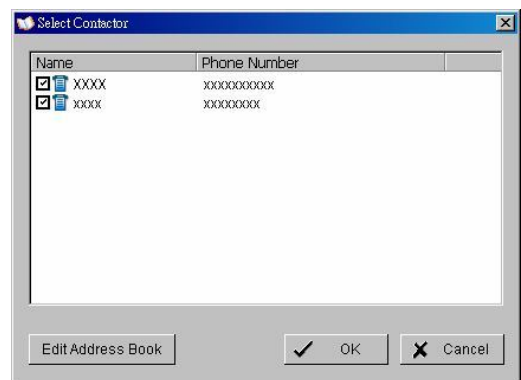 Select Contactor
Name Phone Number
XXXX xxxxxxxxxx
xxxx xxxxxxxx
Edit Address Book OK Cancel